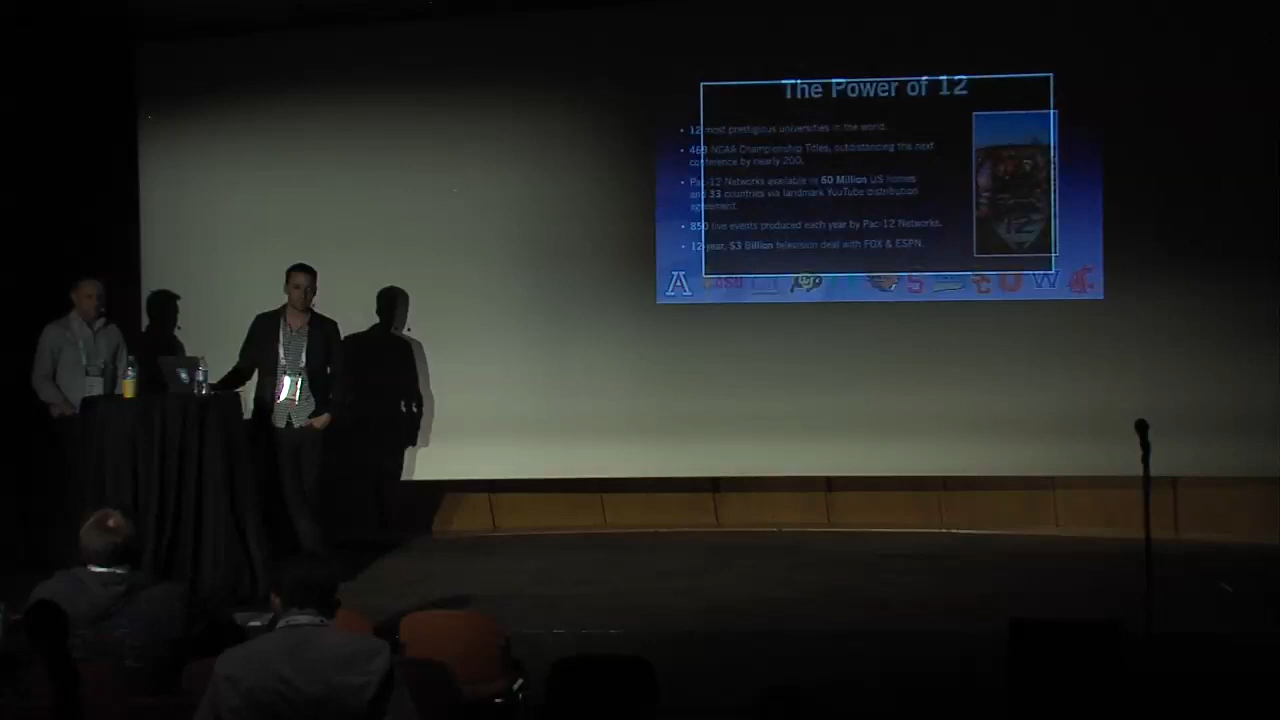 The Power of 12
• 12 most prestigious universities in the world.
• 469 NCAA Championship Titles, outdistancing the next
conference by nearly 200.
• Pac-12 Networks available in 60 Million US homes
and 33 countries via landmark YouTube distribution
agreement.
• 850 live events produced each year by Pac-12 Networks.
• 12-year, $3 Billion television deal with FOX & ESPN.
12
A
W